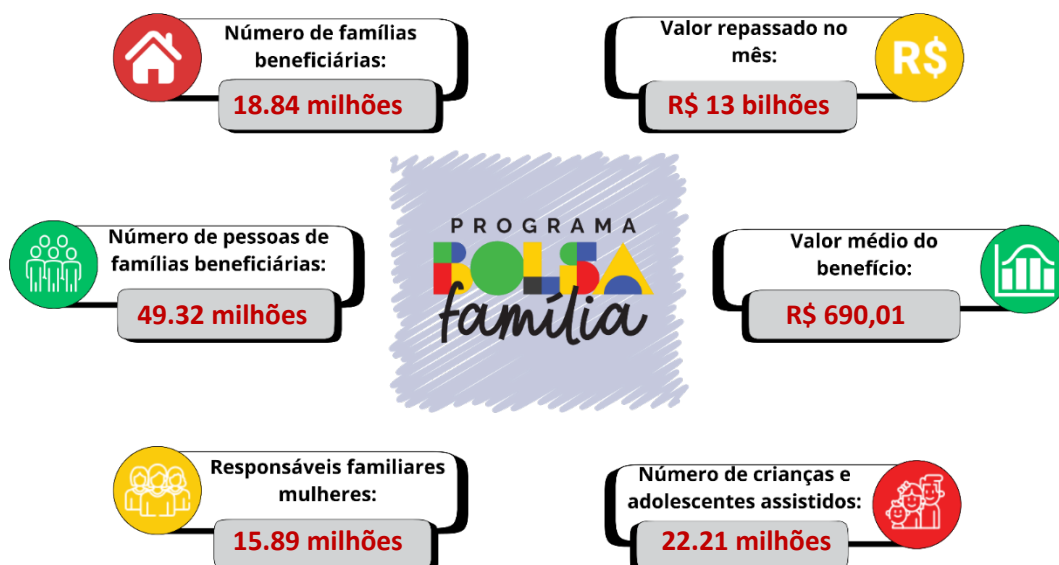 Número de famílias
beneficiárias:
18.84 milhões
Valor repassado no
mês:
R$
R$ 13 bilhões
PROGRAMA
BOLSA
família
Número de pessoas de
famílias beneficiárias:
49.32 milhões
Valor médio do
benefício:
R$ 690,01
Responsáveis familiares
mulheres:
15.89 milhões
Número de crianças e
adolescentes assistidos:
22.21 milhões